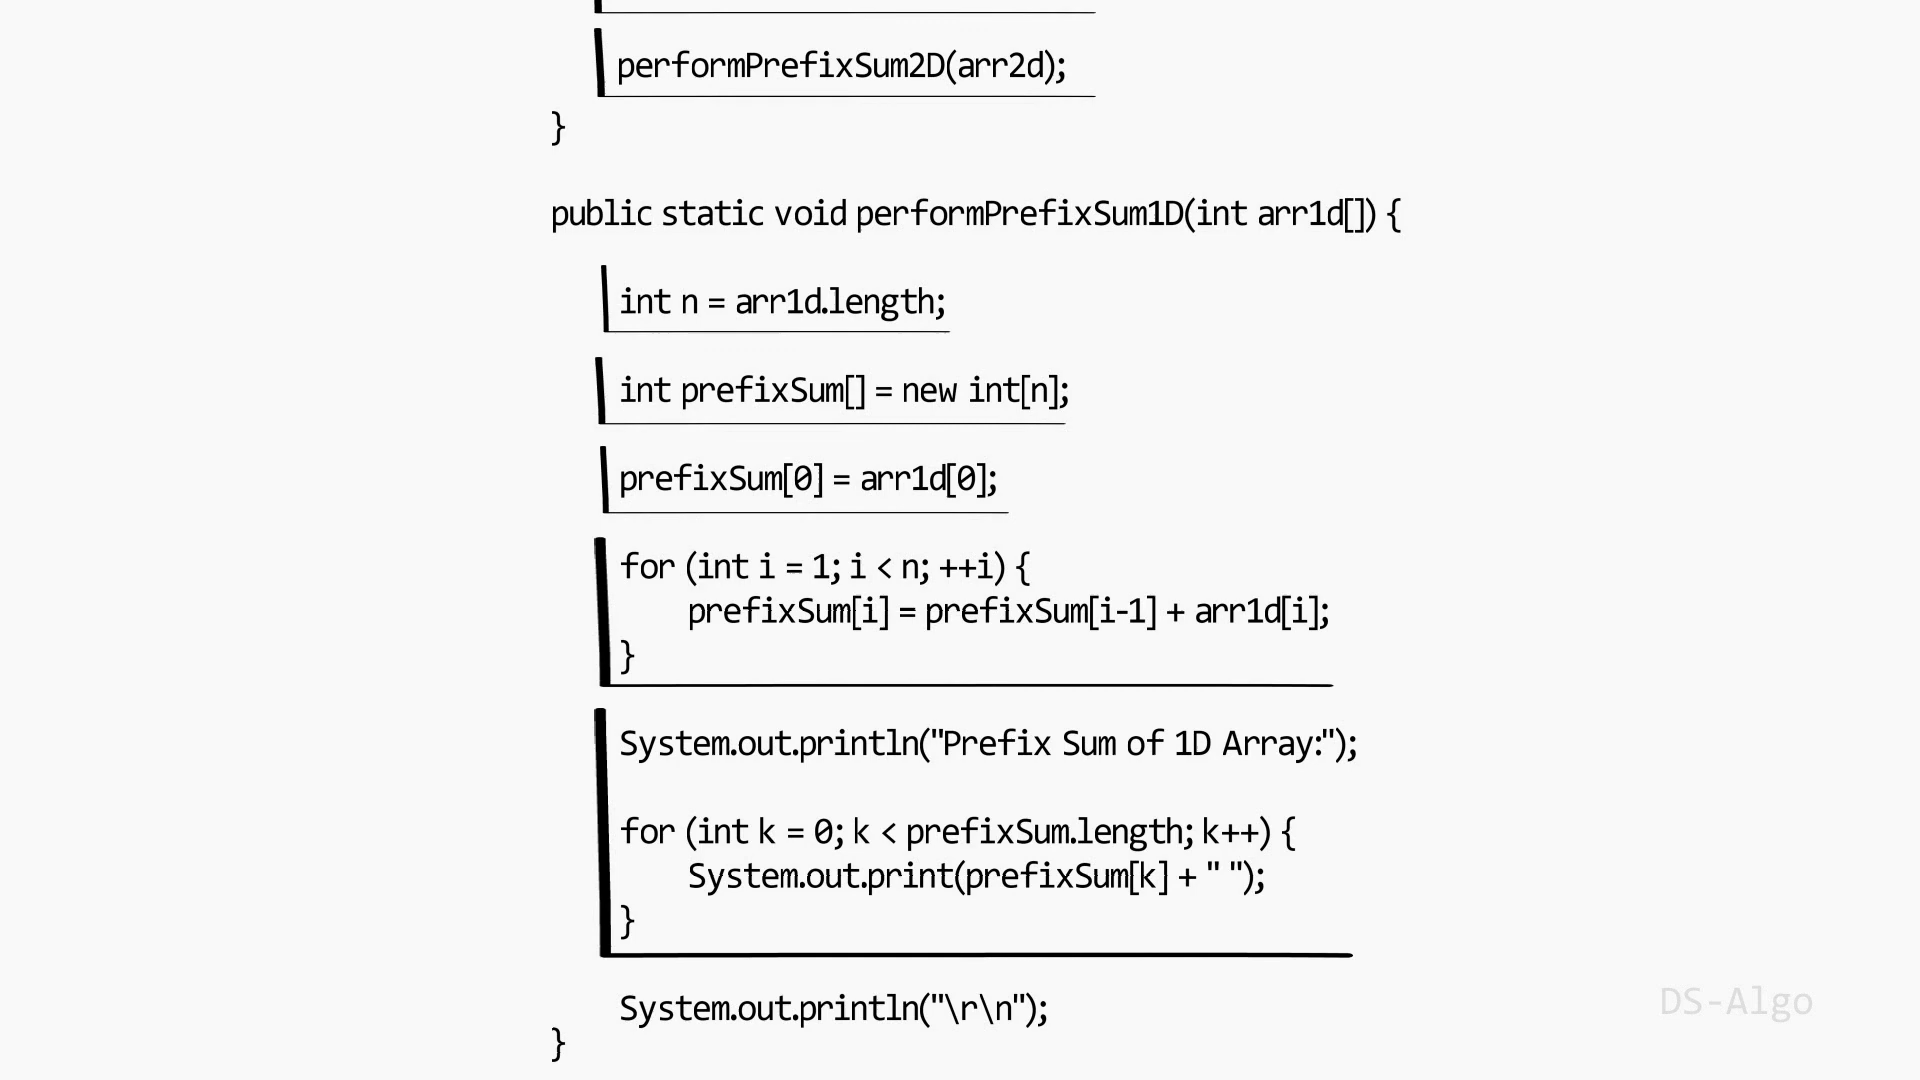 performPrefixSum2D(arr2d);
}
public static void performPrefixSum1D(int arr1d[]) {
int n = arr1d.length;
int prefixSum[] = new int[n];
prefixSum[0] = arr1d[0];
for (int i = 1; i < n; ++i) {
prefixSum[i] = prefixSum[i-1] + arr1d[i];
}
System.out.println("Prefix Sum of 1D Array:");
for (int k = 0; k < prefixSum.length; k++) {
System.out.print(prefixSum[k] + " ");
}
System.out.println("\r\n");
}
DS-Algo